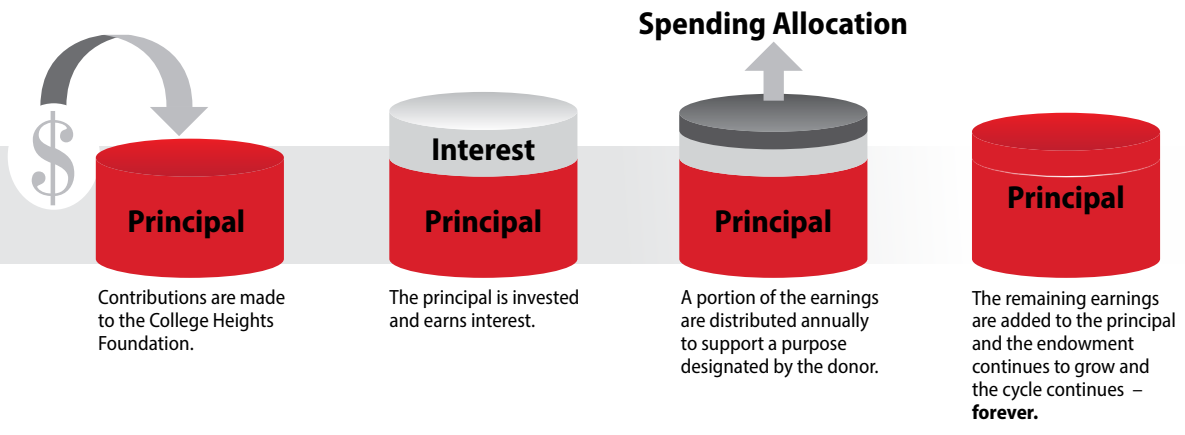 Spending Allocation
$
Principal
Contributions are made
to the College Heights
Foundation.
Interest
Principal
The principal is invested
and earns interest.
Principal
A portion of the earnings
are distributed annually
to support a purpose
designated by the donor.
Principal
The remaining earnings
are added to the principal
and the endowment
continues to grow and
the cycle continues –
forever.